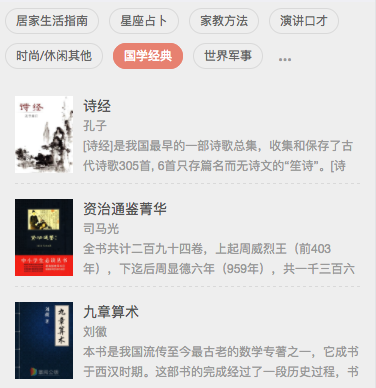 居家生活指南 星座占卜 家教方法 演讲口才
时尚/休闲其他 国学经典 世界军事 •••
诗经
诗经
孔子
[诗经]是我国最早的一部诗歌总集，收集和保存了古
代诗歌305首, 6首只存篇名而无诗文的“笙诗”。[诗
资治通鉴菁华
司马光
全书共计二百九十四卷，上起周威烈王（前403
年），下迄后周显德六年（959年），共一千三百六
九章算术
九章算术
刘徽
本书是我国流传至今最古老的数学专著之一，它成书
于西汉时期。这部书的完成经过了一段历史过程，书